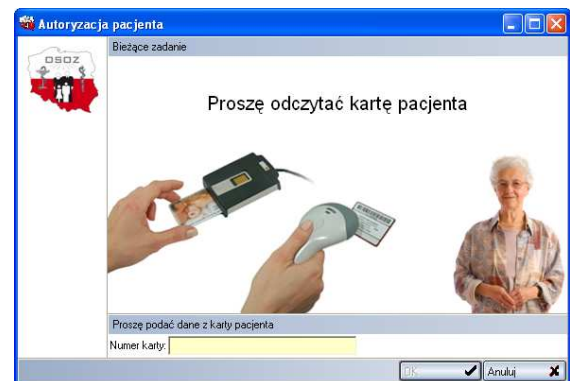 Autoryzacja pacjenta
OSOZ
Bieżące zadanie
Proszę odczytać kartę pacjenta
Proszę podać dane z karty pacjenta
Numer karty:
OK
Anuluj